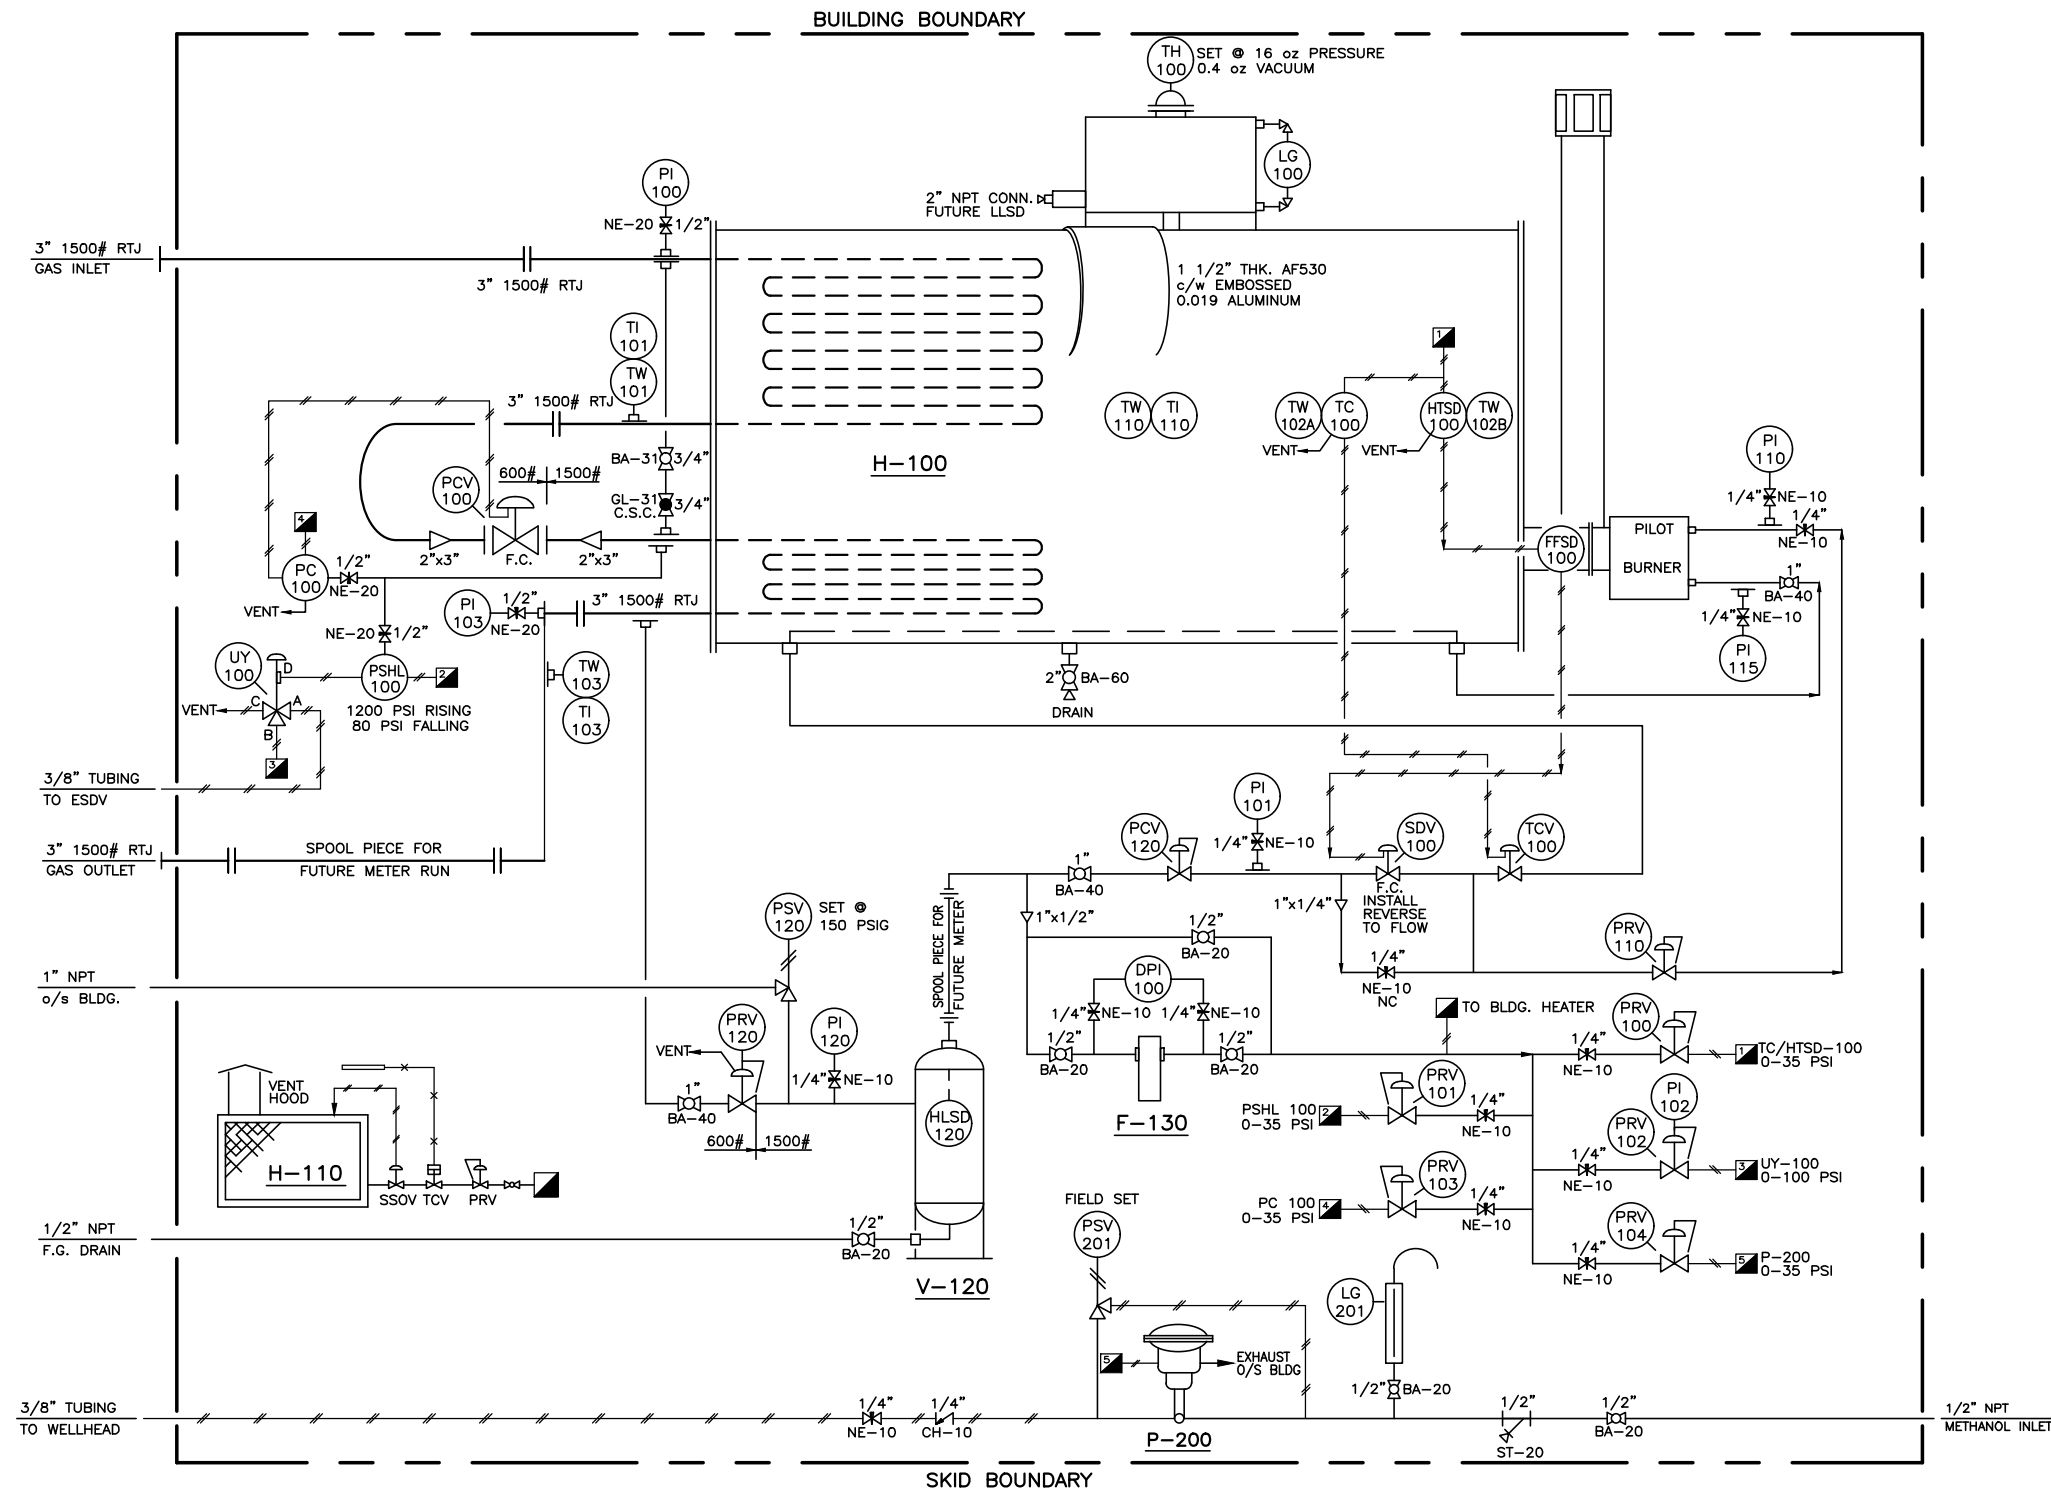 BUILDING BOUNDARY
TH
100
SET @ 16 oz PRESSURE
0.4 oz VACUUM
LG
100
2" NPT CONN.
FUTURE LLSD
PI
100
NE-20
1/2"
3" 1500# RTJ
GAS INLET
3" 1500# RTJ
1 1/2" THK. AF530
c/w EMBOSSED
0.019 ALUMINUM
TI
101
TW
101
3" 1500# RTJ
1
TW
110
TI
110
TW
102A
TC
100
HTSD
100
TW
102B
VENT
VENT
H-100
BA-31
3/4"
GL-31
C.S.C.
3/4"
600#
1500#
PCV
100
2"x3"
F.C.
2"x3"
4
PC
100
1/2"
NE-20
VENT
PI
103
1/2"
NE-20
3" 1500# RTJ
PI
110
1/4"
NE-10
1/4"
NE-10
PILOT
BURNER
FFSD
100
1"
BA-40
1/4"
NE-10
PI
115
NE-20
1/2"
UY
100
D
PSHL
100
2
1200 PSI RISING
80 PSI FALLING
VENT
C
A
B
3
TW
103
TI
103
2"
BA-60
DRAIN
3/8" TUBING
TO ESDV
3" 1500# RTJ
GAS OUTLET
SPOOL PIECE FOR
FUTURE METER RUN
PI
101
1/4"
NE-10
PCV
120
SDV
100
TCV
100
1"
BA-40
F.C.
INSTALL
REVERSE
TO FLOW
1"x1/2"
1"x1/4"
PSV
120
SET @
150 PSIG
SPOOL PIECE FOR
FUTURE METER
1/2"
BA-20
PRV
110
1/4"
NE-10
NC
1" NPT
o/s BLDG.
DPI
100
1/4"
NE-10
1/4"
NE-10
TO BLDG. HEATER
PRV
100
PRV
120
PI
120
VENT
1/4"
NE-10
1/2"
BA-20
1/2"
BA-20
1/4"
NE-10
1
TC/HTSD-100
0-35 PSI
1"
BA-40
600#
1500#
HLSD
120
F-130
PSHL 100
0-35 PSI
2
PRV
101
1/4"
NE-10
PI
102
PRV
102
1/4"
NE-10
3
UY-100
0-100 PSI
VENT
HOOD
H-110
SSOV
TCV
PRV
PC 100
0-35 PSI
4
PRV
103
1/4"
NE-10
PRV
104
1/4"
NE-10
5
P-200
0-35 PSI
1/2" NPT
F.G. DRAIN
1/2"
BA-20
V-120
FIELD SET
PSV
201
LG
201
5
EXHAUST
O/S BLDG
1/2"
BA-20
3/8" TUBING
TO WELLHEAD
1/4"
NE-10
1/4"
CH-10
P-200
1/2"
ST-20
1/2"
BA-20
1/2" NPT
METHANOL INLET
SKID BOUNDARY